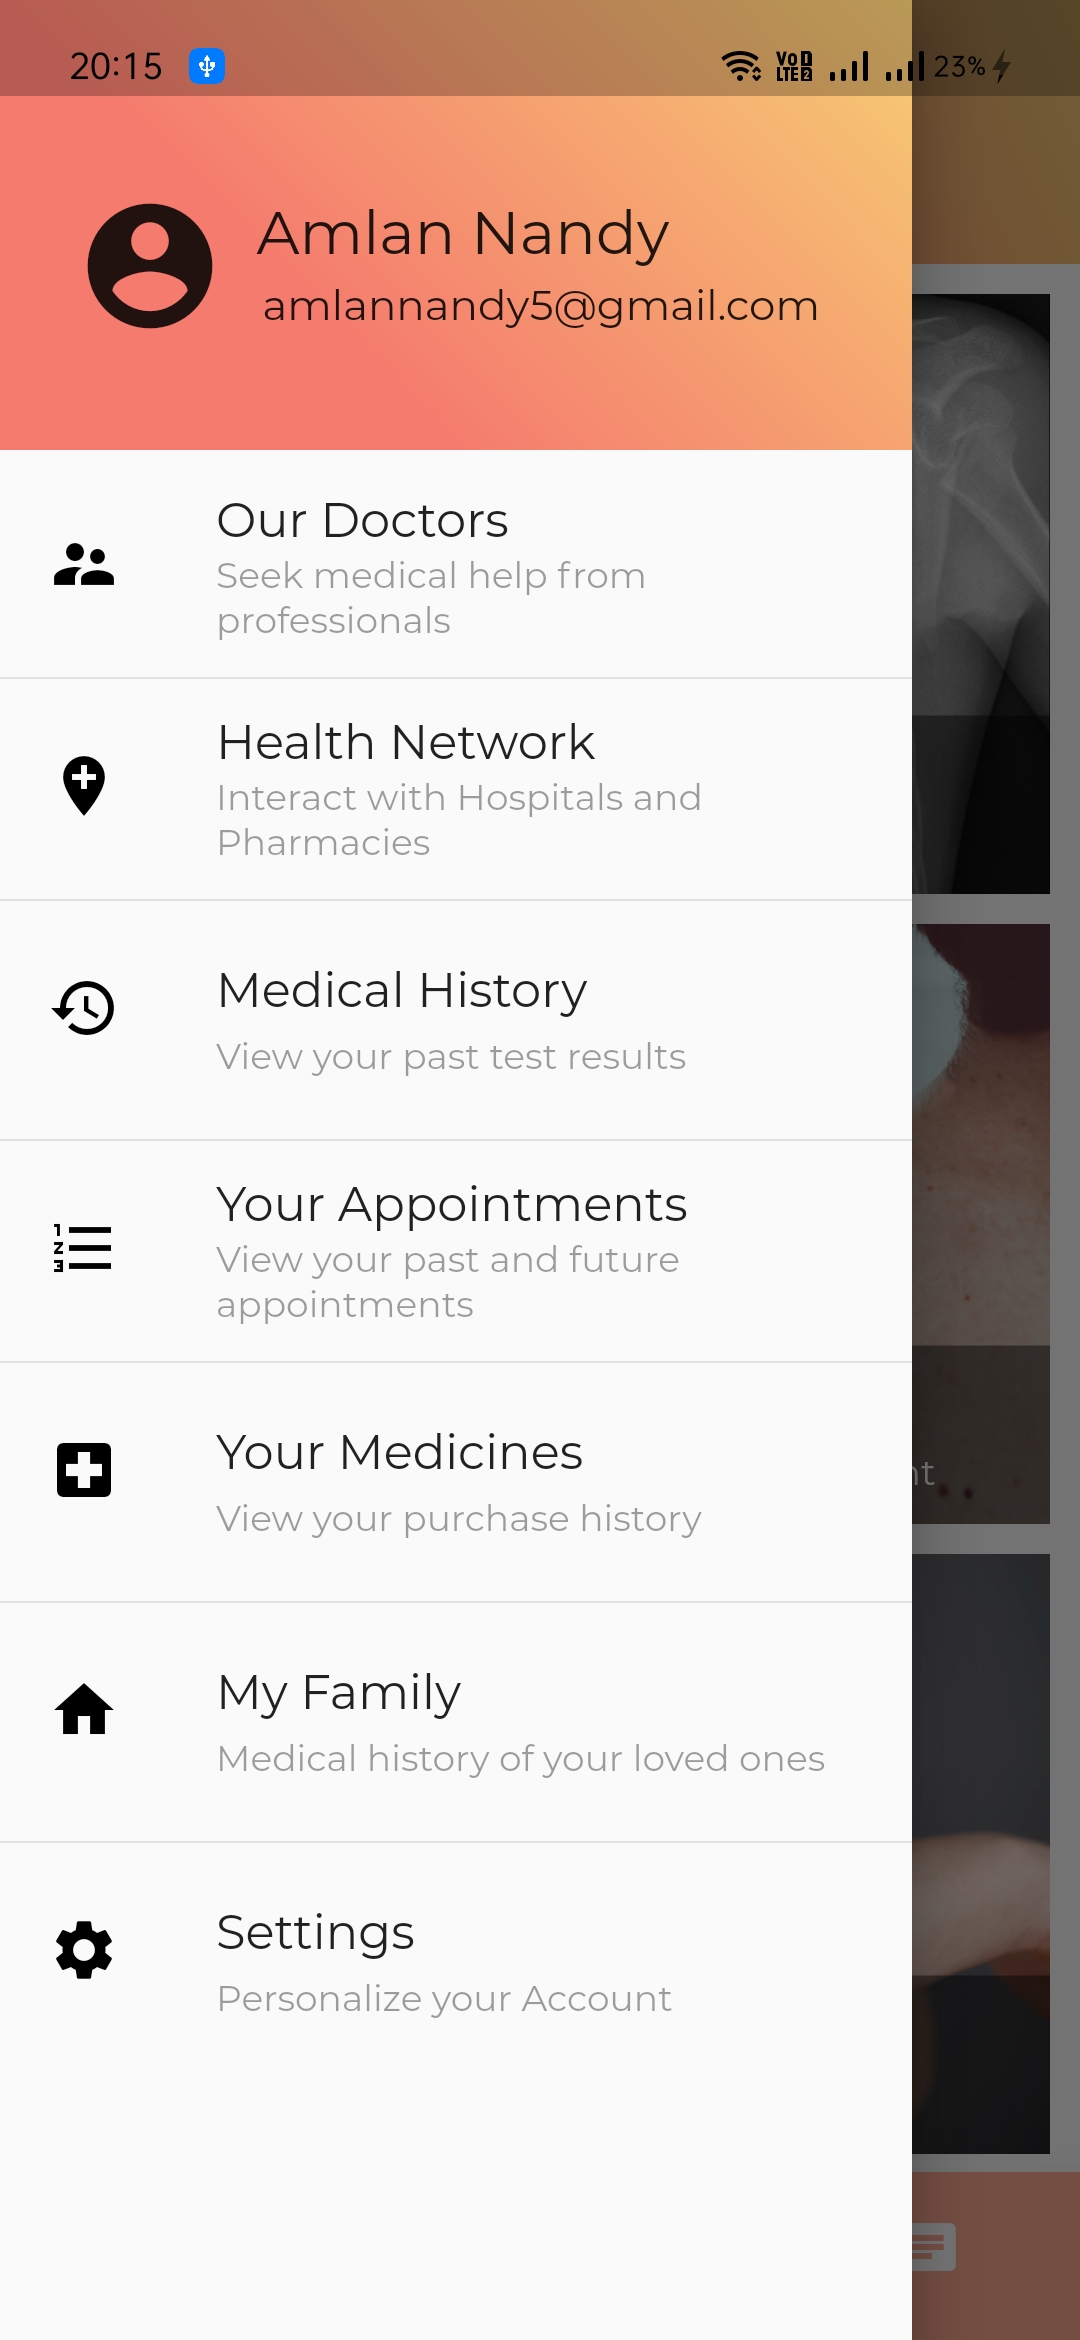 20:15 VoD LTE2 23%
Amlan Nandy
amlannandy5@gmail.com
Our Doctors
Seek medical help from
professionals
Health Network
Interact with Hospitals and
Pharmacies
Medical History
View your past test results
Your Appointments
View your past and future
appointments
nt
Your Medicines
View your purchase history
My Family
Medical history of your loved ones
Settings
Personalize your Account